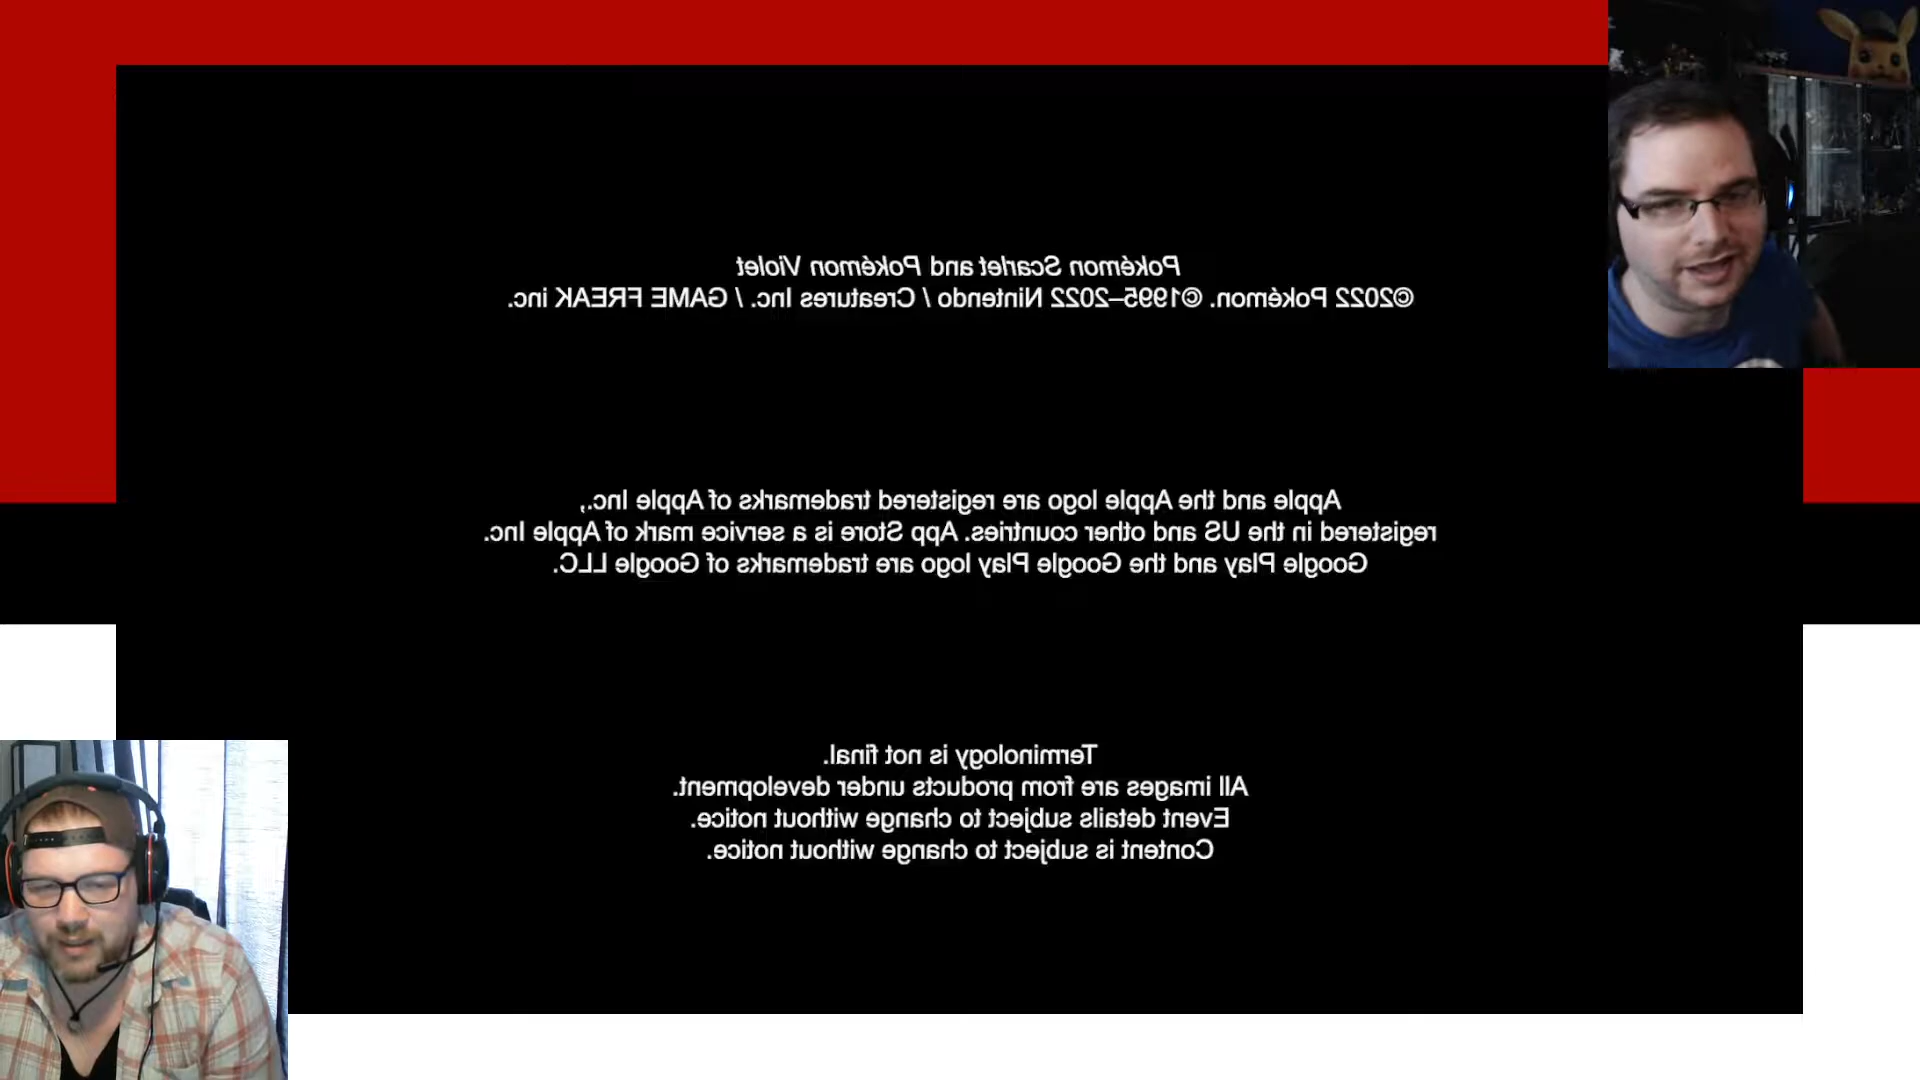 Pokémon Scarlet and Pokémon Violet
©2022 Pokémon. ©1995–2022 Nintendo / Creatures Inc. / GAME FREAK inc.
Apple and the Apple logo are registered trademarks of Apple Inc.,
registered in the US and other countries. App Store is a service mark of Apple Inc.
Google Play and the Google Play logo are trademarks of Google LLC.
Terminology is not final.
All images are from products under development.
Event details subject to change without notice.
Content is subject to change without notice.